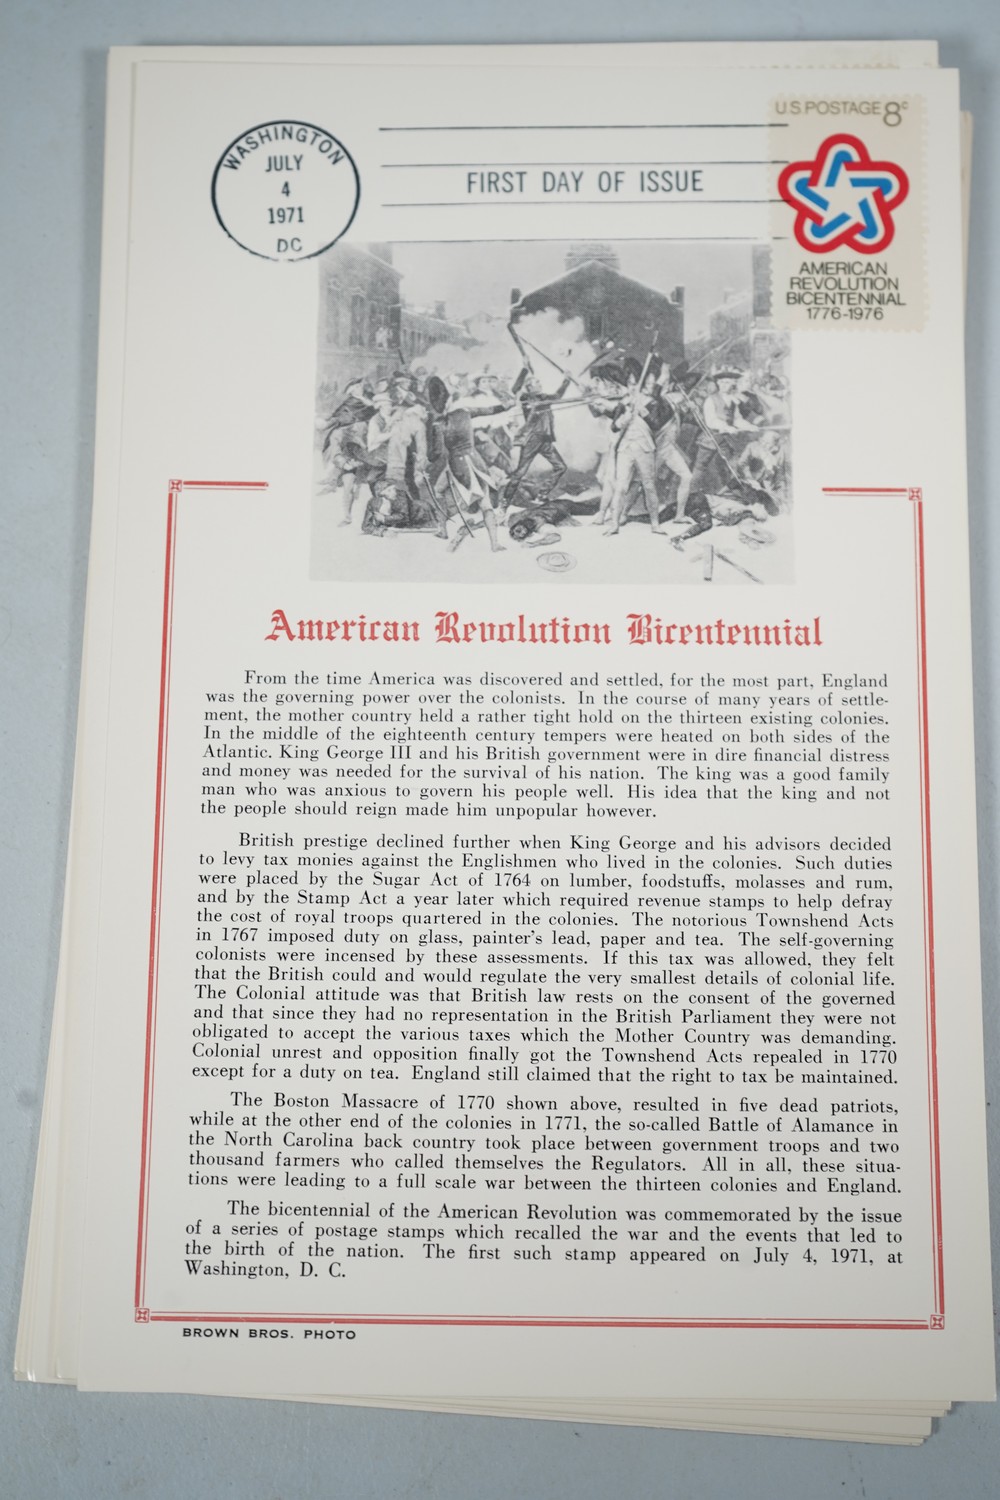 WASHINGTON
JULY
4
1971
DC
FIRST DAY OF ISSUE
U.S. POSTAGE 8c
AMERICAN
REVOLUTION
BICENTENNIAL
1776-1976
American Revolution Bicentennial
From the time America was discovered and settled, for the most part, England
was the governing power over the colonists. In the course of many years of settle-
ment, the mother country held a rather tight hold on the thirteen existing colonies.
In the middle of the eighteenth century tempers were heated on both sides of the
Atlantic. King George III and his British government were in dire financial distress
and money was needed for the survival of his nation. The king was a good family
man who was anxious to govern his people well. His idea that the king and not
the people should reign made him unpopular however.
British prestige declined further when King George and his advisors decided
to levy tax monies against the Englishmen who lived in the colonies. Such duties
were placed by the Sugar Act of 1764 on lumber, foodstuffs, molasses and rum,
and by the Stamp Act a year later which required revenue stamps to help defray
the cost of royal troops quartered in the colonies. The notorious Townshend Acts
in 1767 imposed duty on glass, painter's lead, paper and tea. The self-governing
colonists were incensed by these assessments. If this tax was allowed, they felt
that the British could and would regulate the very smallest details of colonial life.
The Colonial attitude was that British law rests on the consent of the governed
and that since they had no representation in the British Parliament they were not
obligated to accept the various taxes which the Mother Country was demanding.
Colonial unrest and opposition finally got the Townshend Acts repealed in 1770
except for a duty on tea. England still claimed that the right to tax be maintained.
The Boston Massacre of 1770 shown above, resulted in five dead patriots,
while at the other end of the colonies in 1771, the so-called Battle of Alamance in
the North Carolina back country took place between government troops and two
thousand farmers who called themselves the Regulators. All in all, these situa-
tions were leading to a full scale war between the thirteen colonies and England.
The bicentennial of the American Revolution was commemorated by the issue
of a series of postage stamps which recalled the war and the events that led to
the birth of the nation. The first such stamp appeared on July 4, 1971, at
Washington, D. C.
BROWN BROS. PHOTO